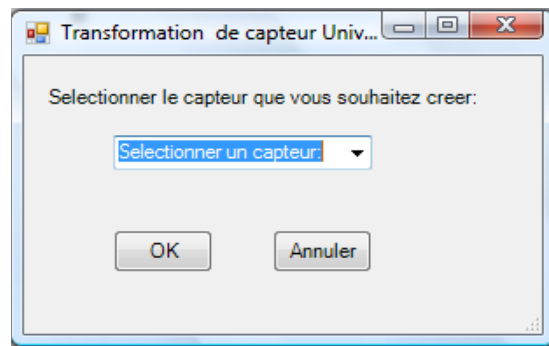 Transformation de capteur Univ...
Selectionner le capteur que vous souhaitez creer:
Selectionner un capteur:
OK
Annuler